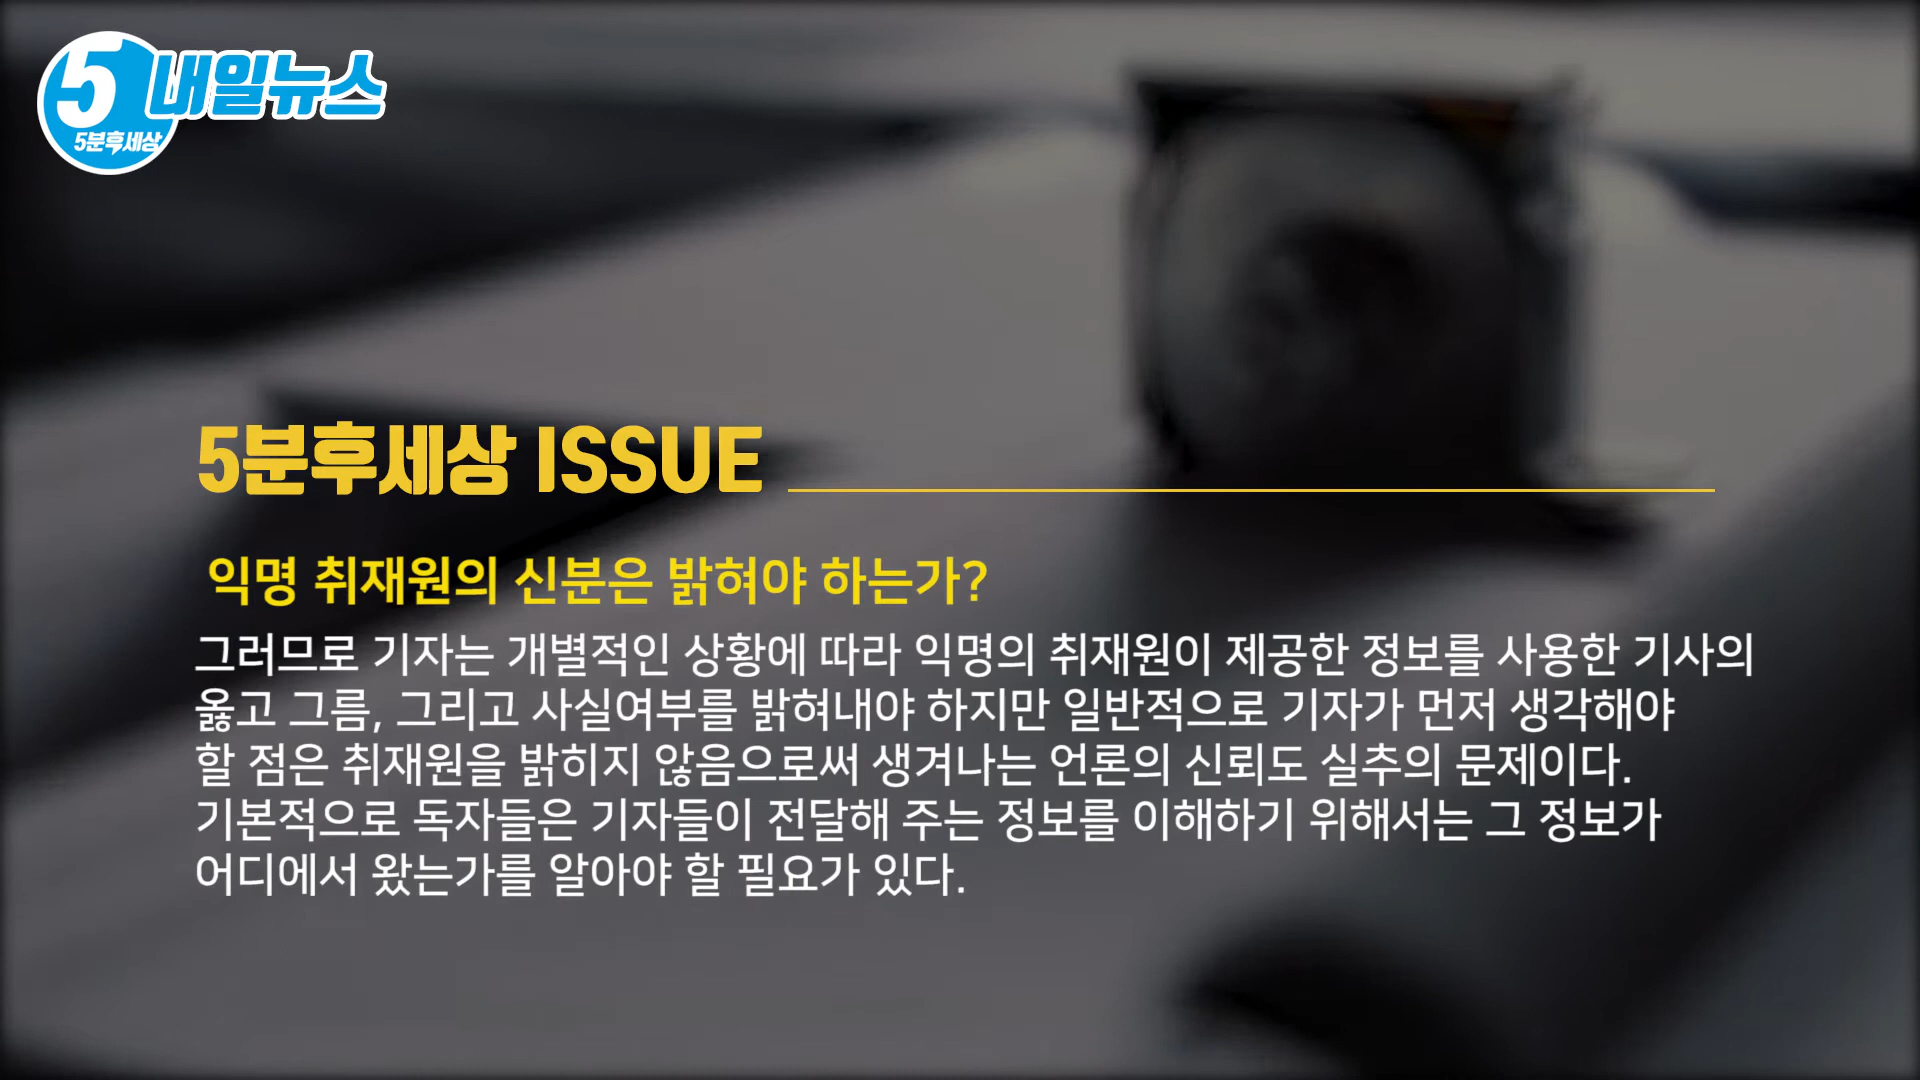 5 내일뉴스
5분후세상
5분후세상 ISSUE
익명 취재원의 신분은 밝혀야 하는가?
그러므로 기자는 개별적인 상황에 따라 익명의 취재원이 제공한 정보를 사용한 기사의
옳고 그름, 그리고 사실여부를 밝혀내야 하지만 일반적으로 기자가 먼저 생각해야
할 점은 취재원을 밝히지 않음으로써 생겨나는 언론의 신뢰도 실추의 문제이다.
기본적으로 독자들은 기자들이 전달해 주는 정보를 이해하기 위해서는 그 정보가
어디에서 왔는가를 알아야 할 필요가 있다.